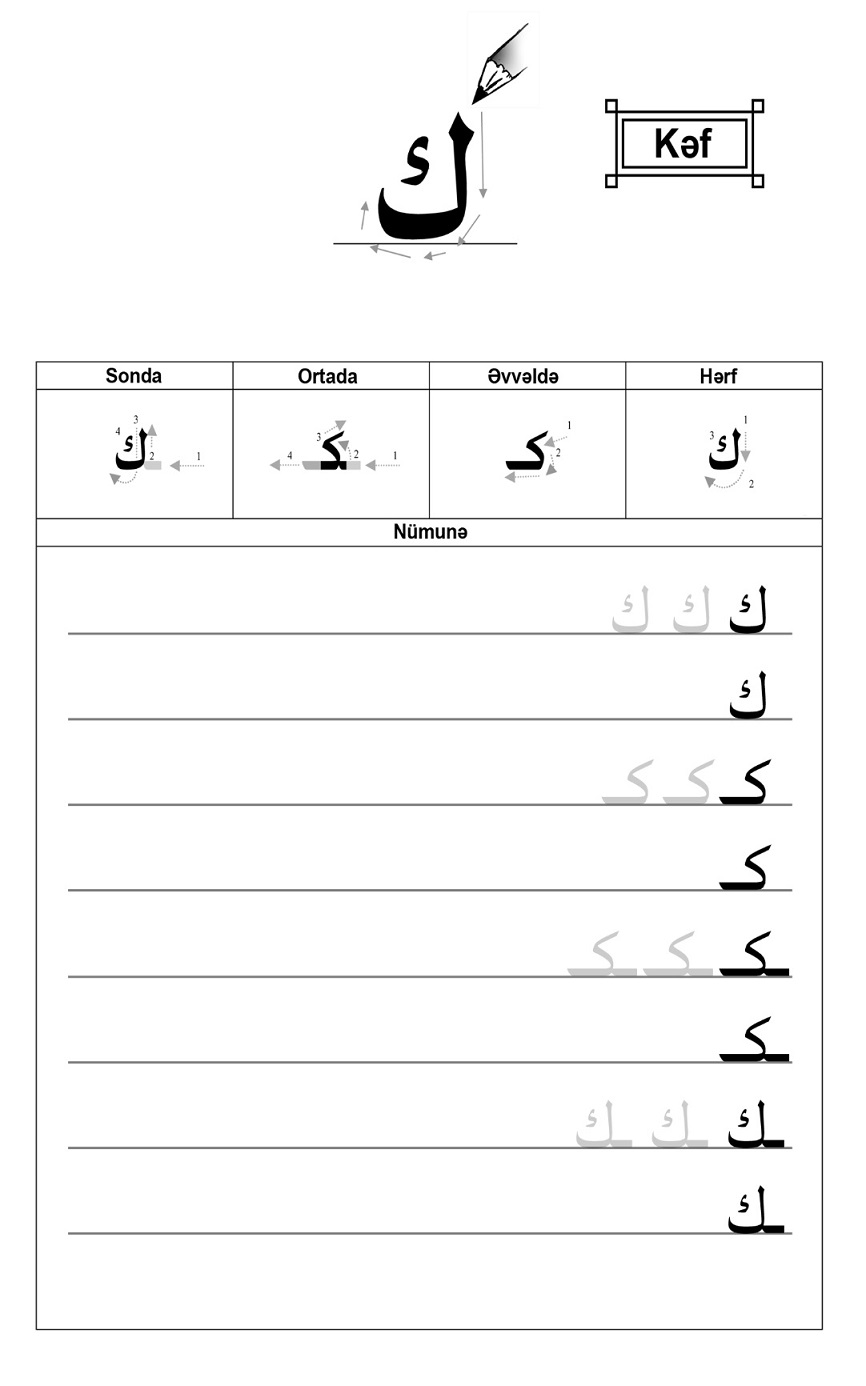 ك
Kəf
Sonda Ortada Əvvəldə Hərf
3 4 2 1 ـك
3 4 2 1 ـكـ
1 2 كـ
1 3 2 ك
Nümunə
ك ك ك
ك
كـ كـ كـ
كـ
ـكـ ـكـ ـكـ
ـكـ
ـك ـك ـك
ـك